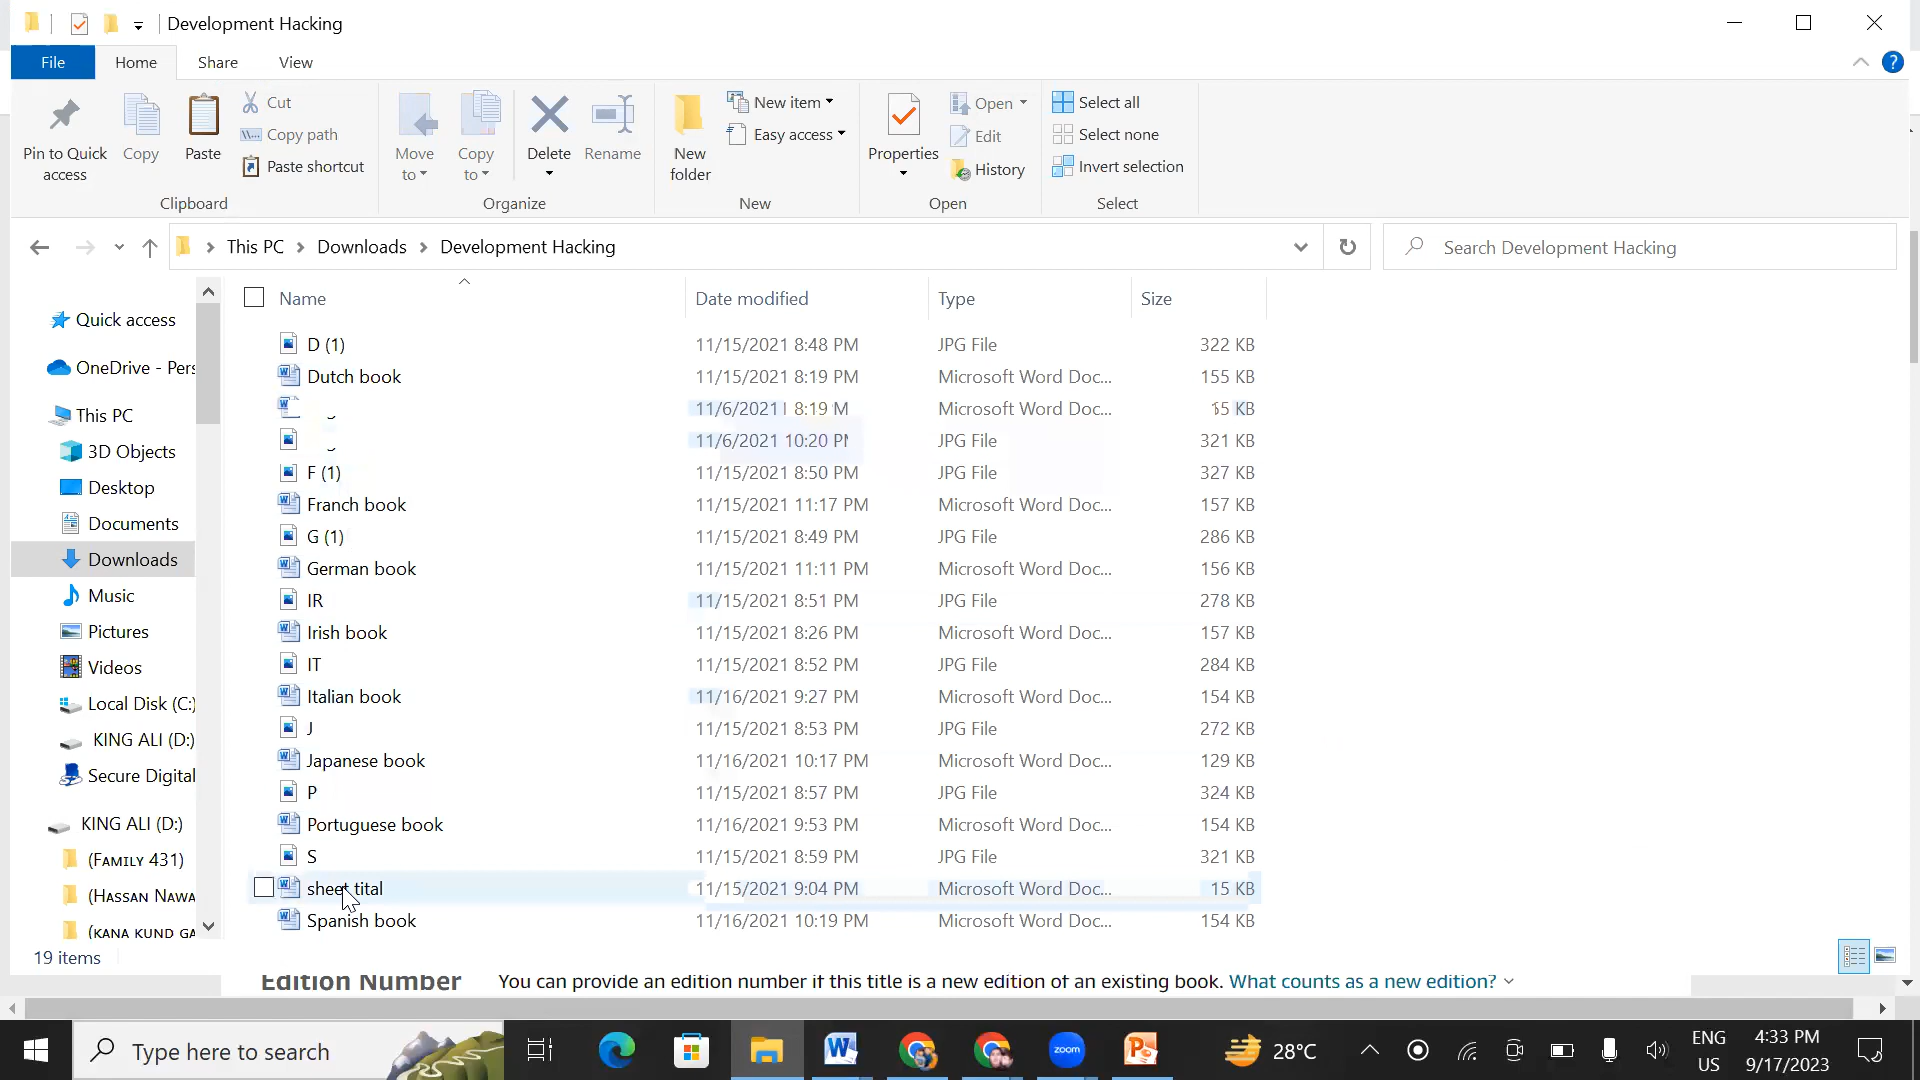 Development Hacking
File Home Share View
Pin to Quick access
Copy
Paste
Cut
Copy path
Paste shortcut
Clipboard
Move to
Copy to
Delete
Rename
Organize
New folder
New item
Easy access
New
Properties
Open
Edit
History
Open
Select all
Select none
Invert selection
Select
This PC Downloads Development Hacking
Search Development Hacking
Quick access
OneDrive - Pers
This PC
3D Objects
Desktop
Documents
Downloads
Music
Pictures
Videos
Local Disk (C:)
KING ALI (D:)
Secure Digital
KING ALI (D:)
(Family 431)
(Hassan Nawa
(kana kund ga
Name Date modified Type Size
D (1) 11/15/2021 8:48 PM JPG File 322 KB
Dutch book 11/15/2021 8:19 PM Microsoft Word Doc... 155 KB
11/6/2021 8:19 M Microsoft Word Doc... KB
11/6/2021 10:20 JPG File 321 KB
F (1) 11/15/2021 8:50 PM JPG File 327 KB
Franch book 11/15/2021 11:17 PM Microsoft Word Doc... 157 KB
G (1) 11/15/2021 8:49 PM JPG File 286 KB
German book 11/15/2021 11:11 PM Microsoft Word Doc... 156 KB
IR 11/15/2021 8:51 PM JPG File 278 KB
Irish book 11/15/2021 8:26 PM Microsoft Word Doc... 157 KB
IT 11/15/2021 8:52 PM JPG File 284 KB
Italian book 11/16/2021 9:27 PM Microsoft Word Doc... 154 KB
J 11/15/2021 8:53 PM JPG File 272 KB
Japanese book 11/16/2021 10:17 PM Microsoft Word Doc... 129 KB
P 11/15/2021 8:57 PM JPG File 324 KB
Portuguese book 11/16/2021 9:53 PM Microsoft Word Doc... 154 KB
S 11/15/2021 8:59 PM JPG File 321 KB
sheet tital 11/15/2021 9:04 PM Microsoft Word Doc... 15 KB
Spanish book 11/16/2021 10:19 PM Microsoft Word Doc... 154 KB
19 items
Edition Number You can provide an edition number if this title is a new edition of an existing book. What counts as a new edition?
Type here to search
zoom
28°C
ENG
US
4:33 PM
9/17/2023